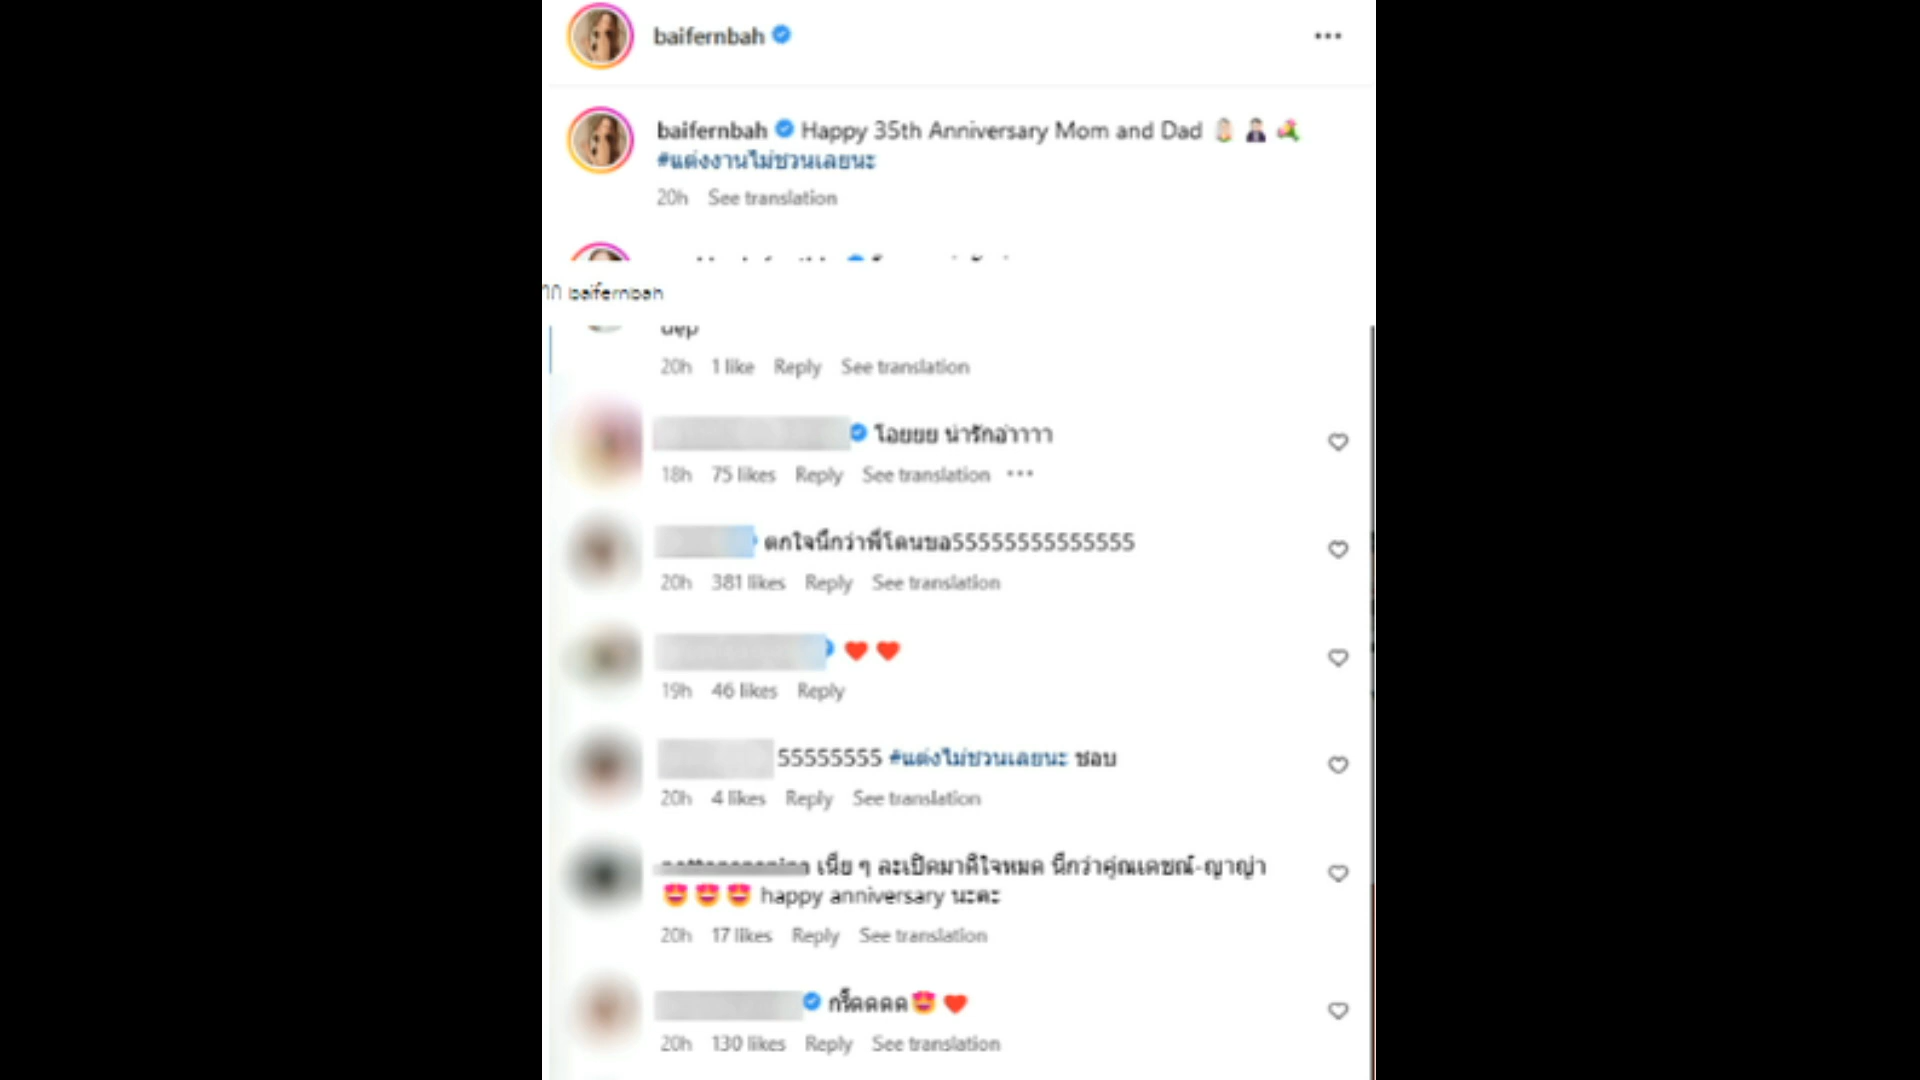 baifernbah
baifernbah Happy 35th Anniversary Mom and Dad 👰🏻 🤵🏻 💐
#แต่งงานไม่ชวนเลยนะ
20h See translation
baifernbah
20h 1 like Reply See translation
โอยยย น่ารักอ่าาาา
18h 75 likes Reply See translation
ตกใจนึกว่าพี่โดนขอ55555555555555
20h 381 likes Reply See translation
❤️ ❤️
19h 46 likes Reply
55555555 #แต่งไม่ชวนเลยนะ ชอบ
20h 4 likes Reply See translation
เนี่ย ๆ ละเปิดมาดีใจหมด นึกว่าคุ่ณเดชณ์-ญาญ่า
😍 😍 😍 happy anniversary นะคะ
20h 17 likes Reply See translation
กรี๊ดดดด😍 ❤️
20h 130 likes Reply See translation